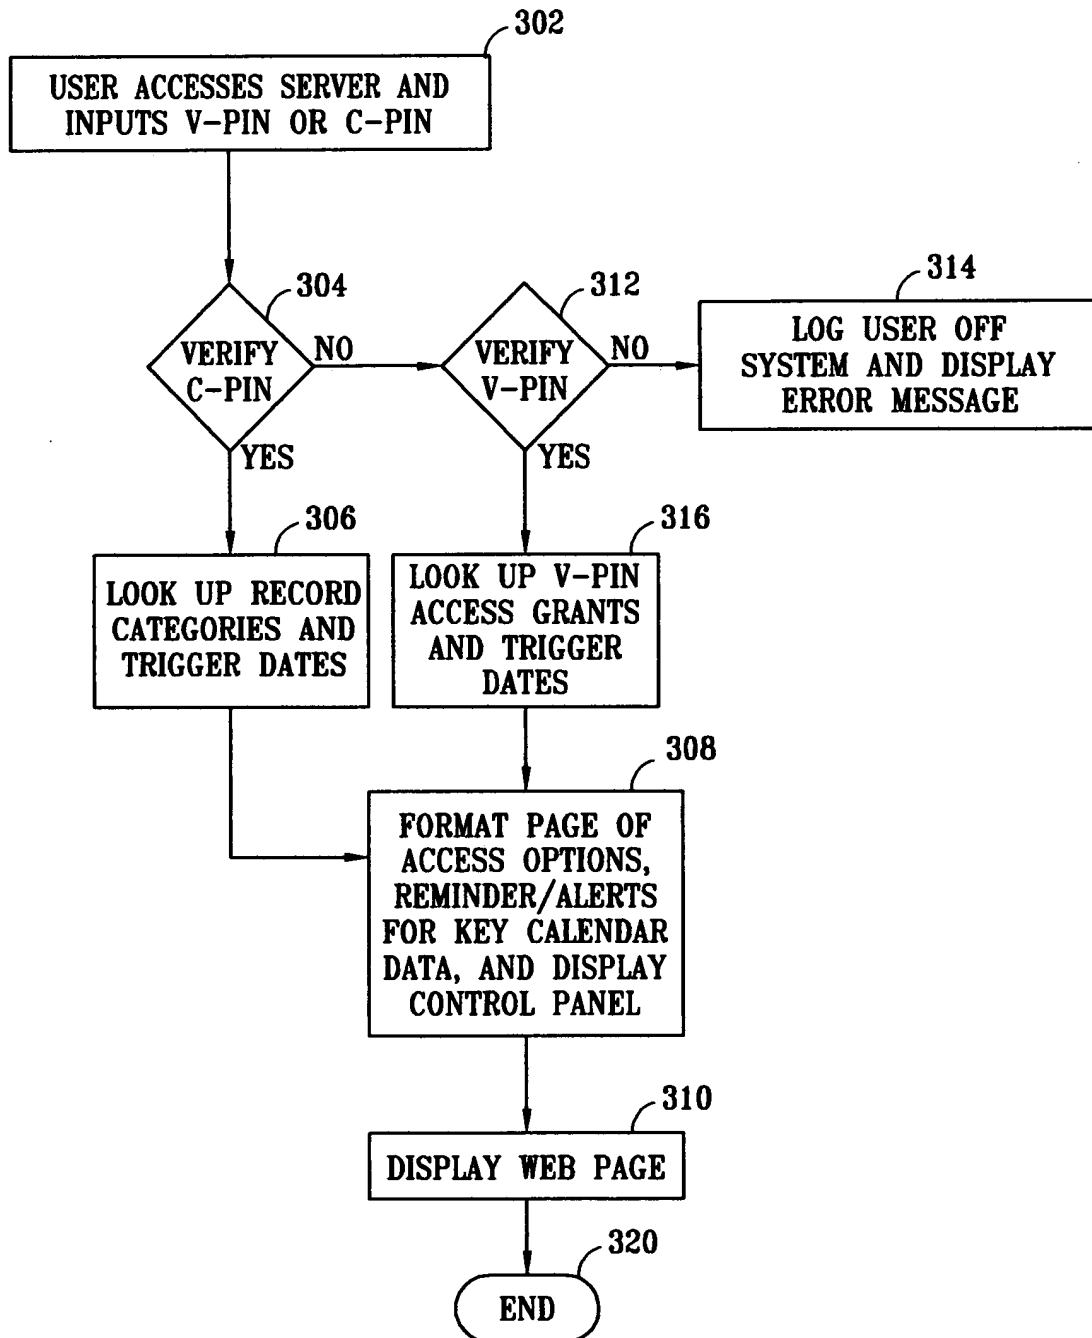 302
USER ACCESSES SERVER AND
INPUTS V-PIN OR C-PIN
304
VERIFY
C-PIN
NO
YES
312
VERIFY
V-PIN
NO
YES
314
LOG USER OFF
SYSTEM AND DISPLAY
ERROR MESSAGE
306
LOOK UP RECORD
CATEGORIES AND
TRIGGER DATES
316
LOOK UP V-PIN
ACCESS GRANTS
AND TRIGGER
DATES
308
FORMAT PAGE OF
ACCESS OPTIONS,
REMINDER/ALERTS
FOR KEY CALENDAR
DATA, AND DISPLAY
CONTROL PANEL
310
DISPLAY WEB PAGE
320
END